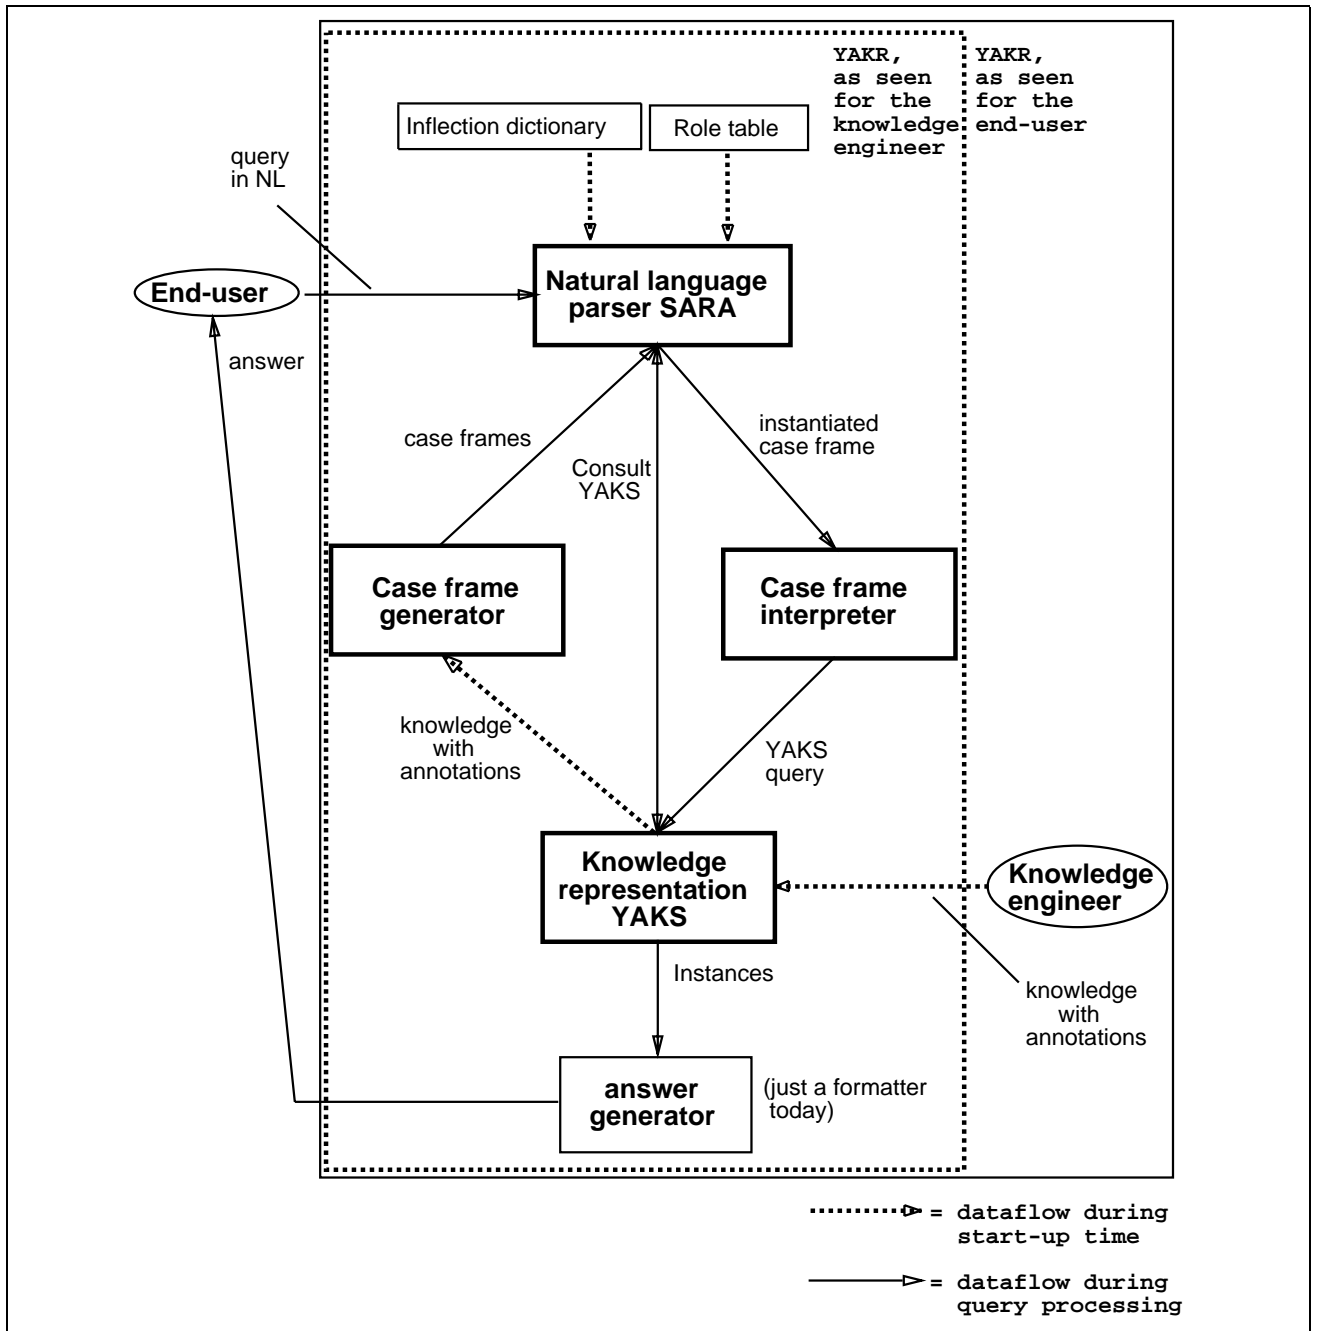 YAKR,
as seen
for the
knowledge
engineer
YAKR,
as seen
for the
end-user
Inflection dictionary
Role table
query
in NL
Natural language
parser SARA
End-user
answer
case frames
Consult
YAKS
instantiated
case frame
Case frame
generator
Case frame
interpreter
knowledge
with
annotations
YAKS
query
Knowledge
representation
YAKS
Knowledge
engineer
Instances
knowledge
with
annotations
answer
generator
(just a formatter
today)
= dataflow during
start-up time
= dataflow during
query processing